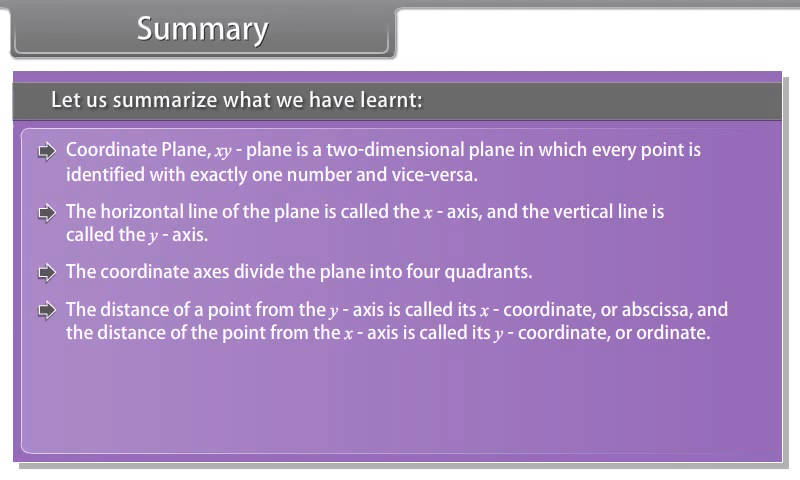 Summary
Let us summarize what we have learnt:
Coordinate Plane, xy - plane is a two-dimensional plane in which every point is
identified with exactly one number and vice-versa.
The horizontal line of the plane is called the x - axis, and the vertical line is
called the y - axis.
The coordinate axes divide the plane into four quadrants.
The distance of a point from the y - axis is called its x - coordinate, or abscissa, and
the distance of the point from the x - axis is called its y - coordinate, or ordinate.